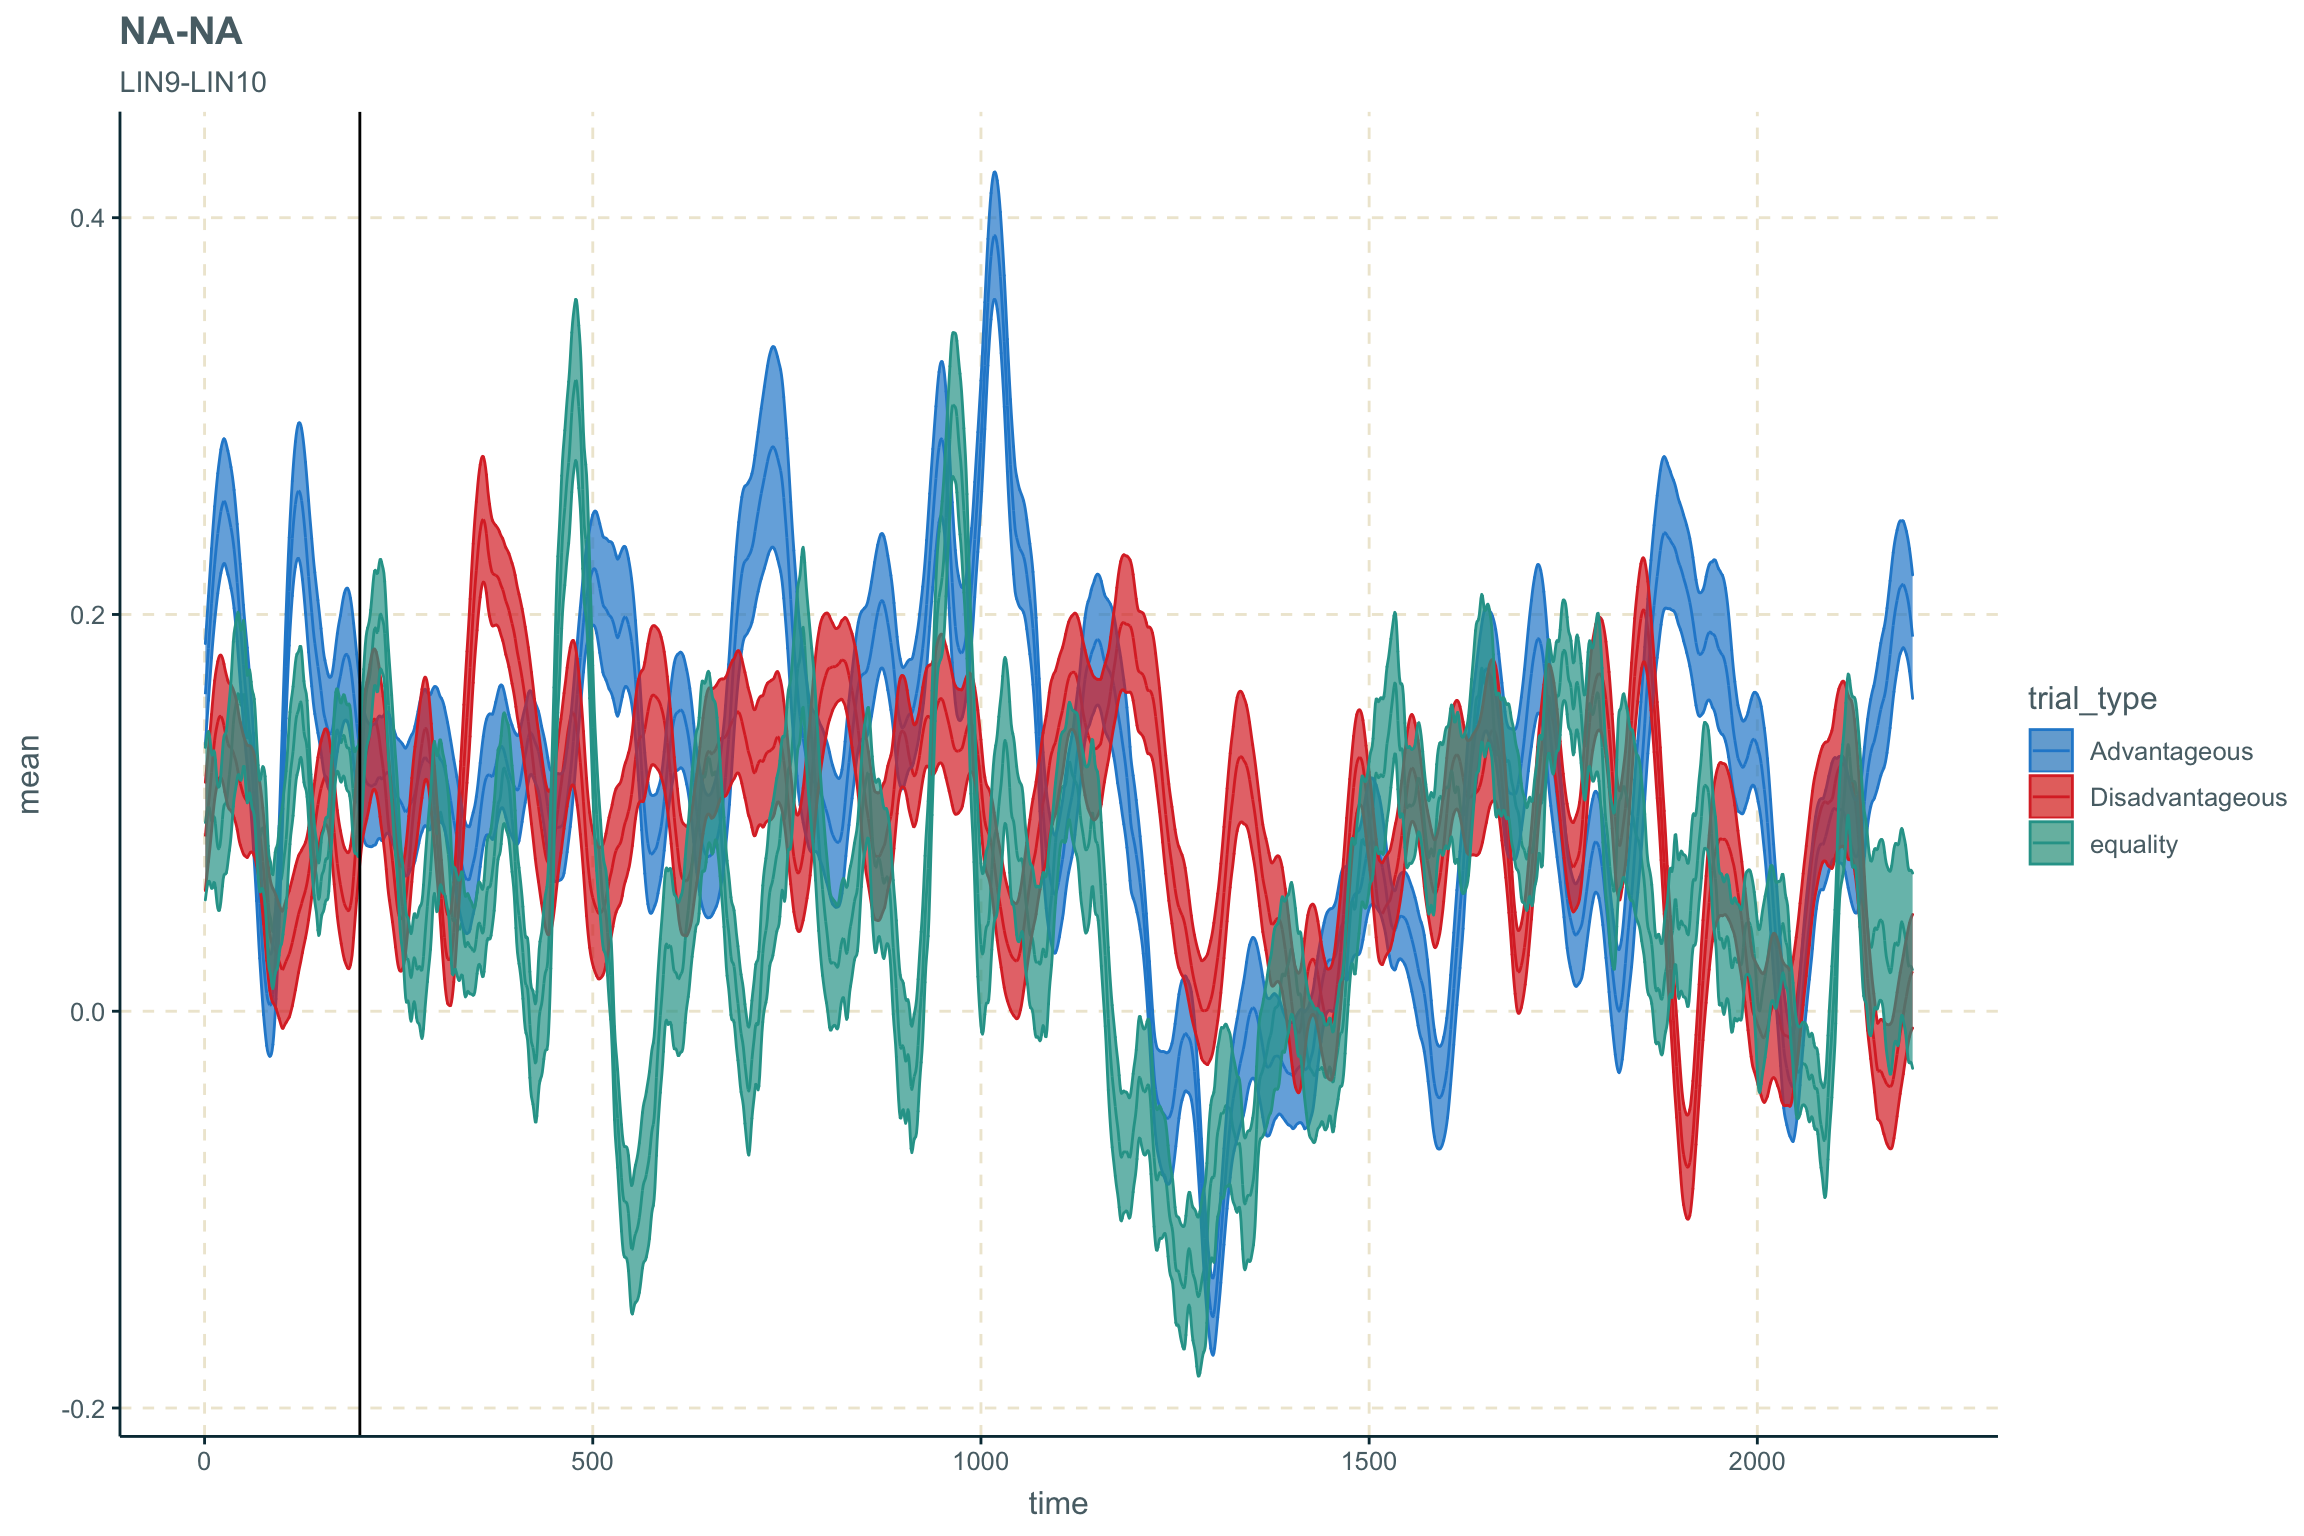 NA-NA
LIN9-LIN10
mean
0.4
0.2
0.0
-0.2
0
500
1000
1500
2000
time
trial_type
Advantageous
Disadvantageous
equality